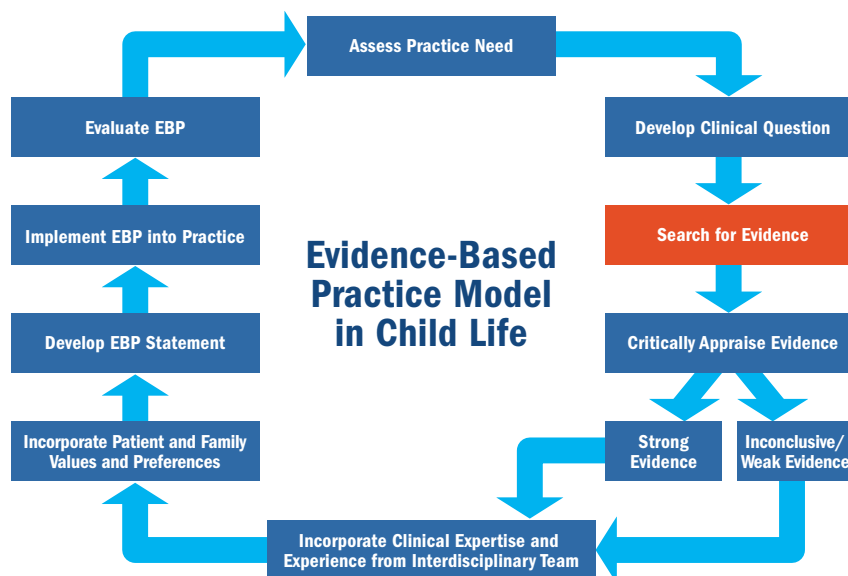 Assess Practice Need
Evaluate EBP
Develop Clinical Question
Implement EBP into Practice
Search for Evidence
Evidence-Based
Practice Model
in Child Life
Develop EBP Statement
Critically Appraise Evidence
Incorporate Patient and Family
Values and Preferences
Strong
Evidence
Inconclusive/
Weak Evidence
Incorporate Clinical Expertise and
Experience from Interdisciplinary Team